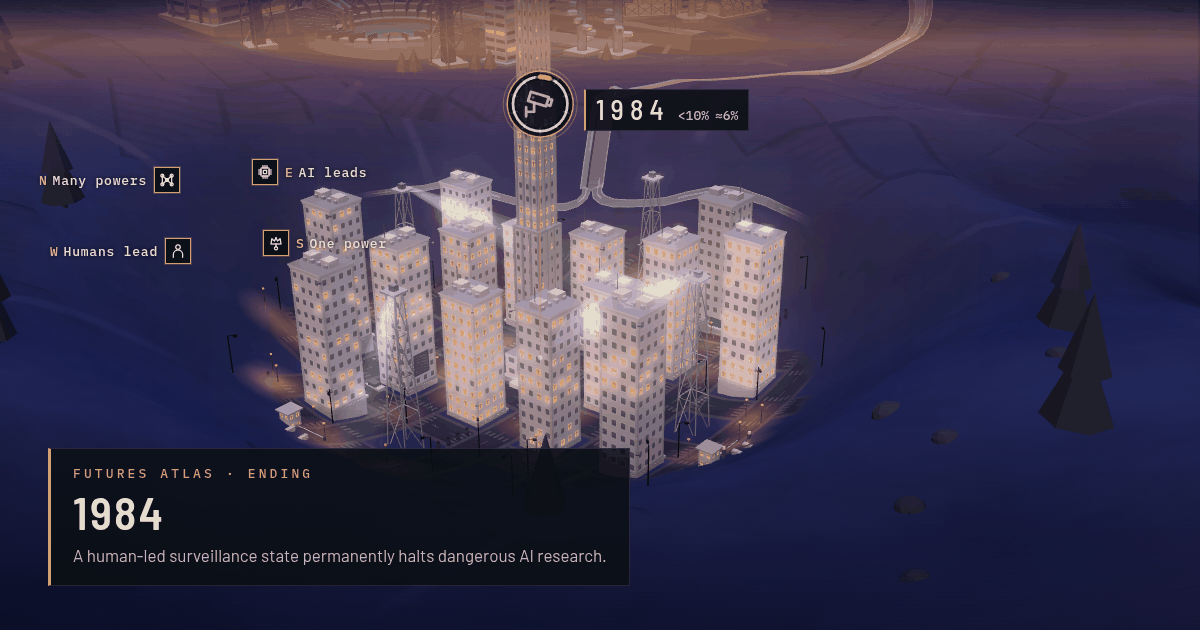 1984 <10% ≈6%
N Many powers
E AI leads
W Humans lead
S One power
FUTURES ATLAS · ENDING
1984
A human-led surveillance state permanently halts dangerous AI research.